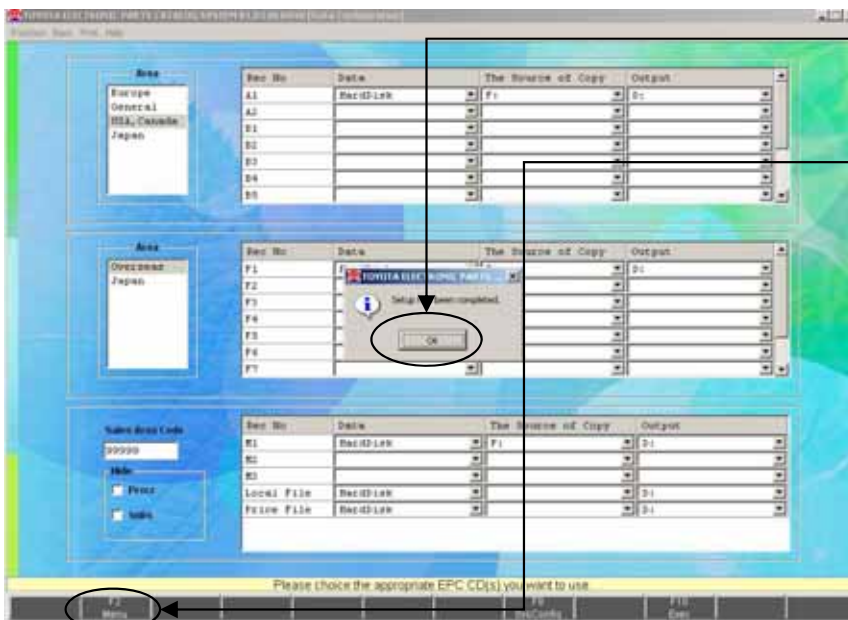 TOYOTA ELECTRONIC PARTS CATALOG
Area
Europe
General
USA, Canada
Japan
Rec No Data The Source of Copy Output
A1 HardDisk F: D:
A2
B1
B2
B3
B4
B5
Area
Overseas
Japan
Rec No Data The Source of Copy Output
F1 D:
F2
F3
F4
F5
F6
F7
TOYOTA ELECTRONIC PARTS ...
Setup been completed.
OK
Sales Area Code
99999
Hide
Price
Rec No Data The Source of Copy Output
M1 HardDisk F: D:
M2
M3
Local File HardDisk D:
Price File HardDisk D:
Please choice the appropriate EPC CD(s) you want to use
Menu
F10
Exec